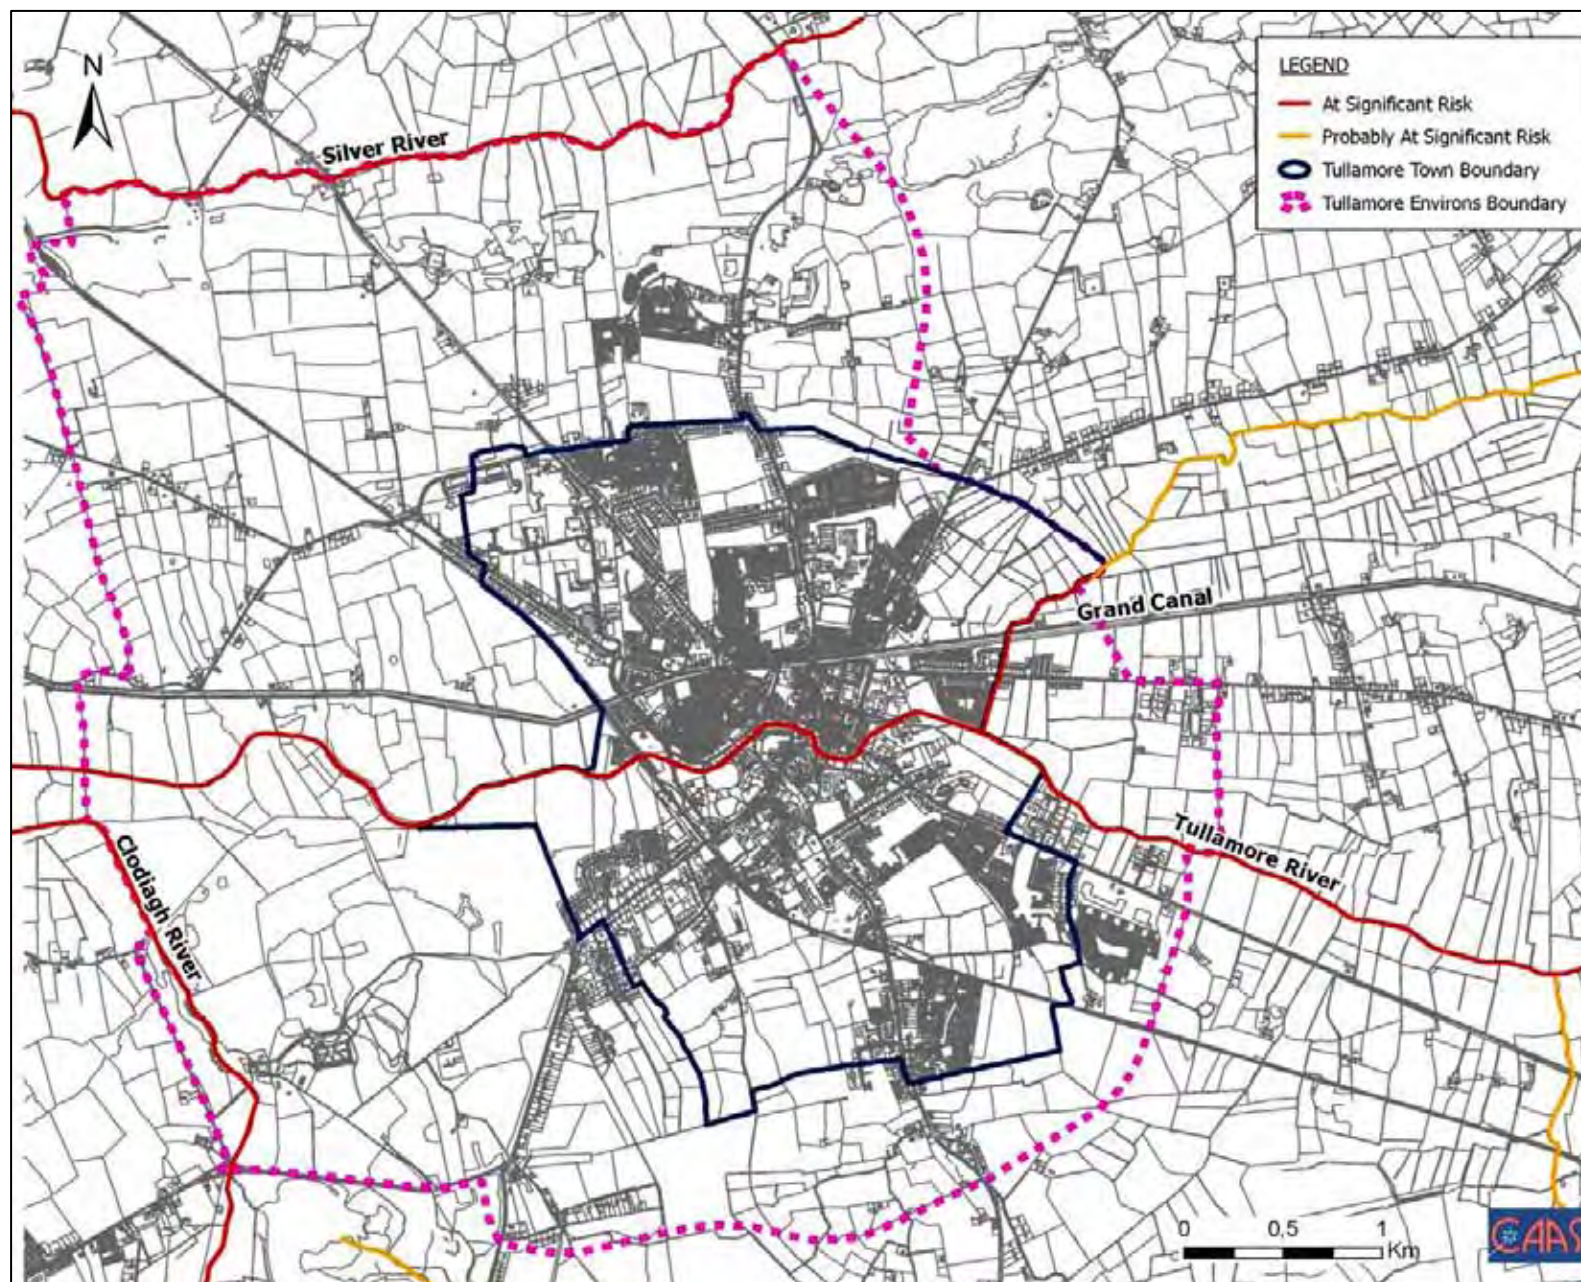 N
Silver River
LEGEND
At Significant Risk
Probably At Significant Risk
Tullamore Town Boundary
Tullamore Environs Boundary
Grand Canal
Tullamore River
Clodiagh River
0 0,5 1
Km
CAAS